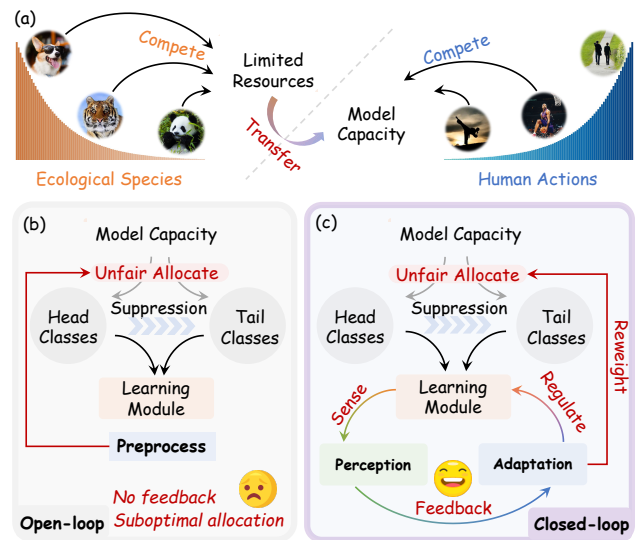 (a)
Compete
Limited
Resources
Transfer
Model
Capacity
Compete
Ecological Species
Human Actions
(b)
Model Capacity
Unfair Allocate
Head
Classes
Suppression
Tail
Classes
Learning
Module
Preprocess
No feedback
Suboptimal allocation
Open-loop
(c)
Model Capacity
Unfair Allocate
Head
Classes
Suppression
Tail
Classes
Learning
Module
Sense
Regulate
Reweight
Perception
Adaptation
Feedback
Closed-loop